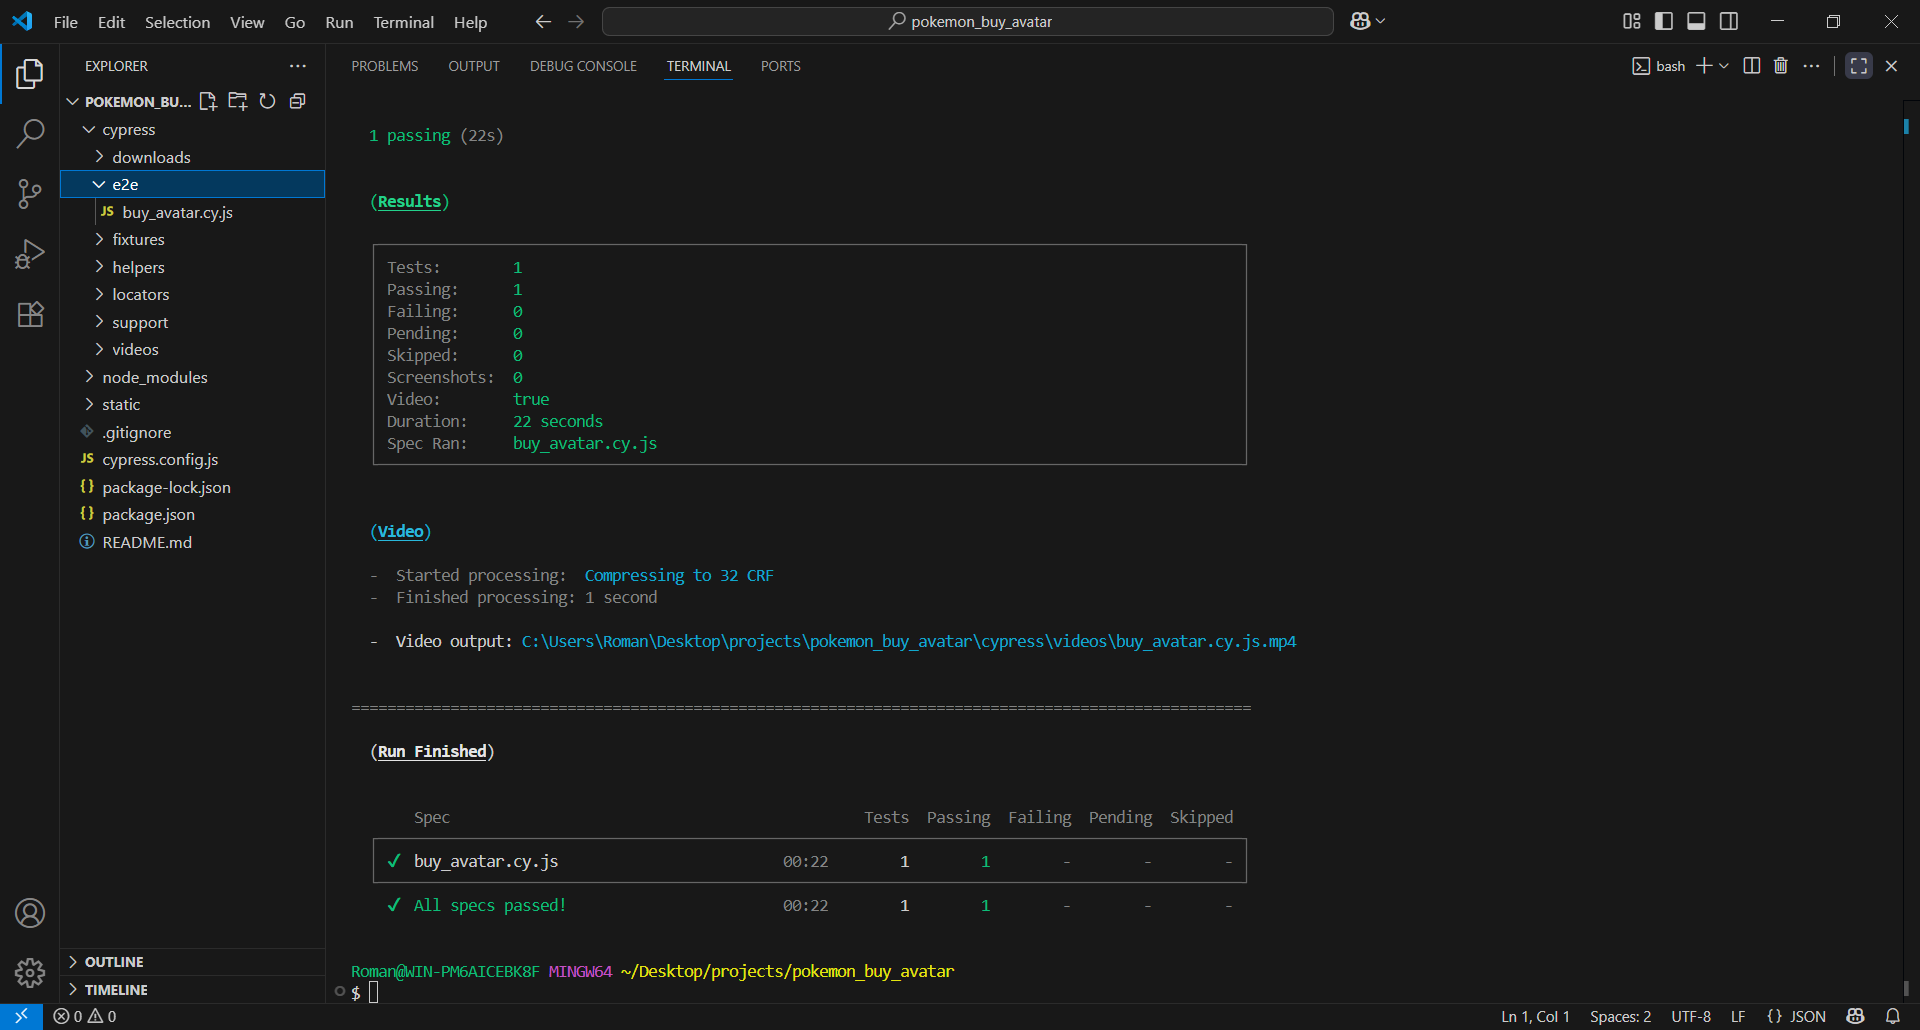 File Edit Selection View Go Run Terminal Help pokemon_buy_avatar
EXPLORER
POKEMON_BU...
cypress
downloads
e2e
JS buy_avatar.cy.js
fixtures
helpers
locators
support
videos
node_modules
static
.gitignore
JS cypress.config.js
{} package-lock.json
{} package.json
README.md
OUTLINE
TIMELINE
PROBLEMS OUTPUT DEBUG CONSOLE TERMINAL PORTS bash
1 passing (22s)
(Results)
Tests: 1
Passing: 1
Failing: 0
Pending: 0
Skipped: 0
Screenshots: 0
Video: true
Duration: 22 seconds
Spec Ran: buy_avatar.cy.js
(Video)
- Started processing: Compressing to 32 CRF
- Finished processing: 1 second
- Video output: C:\Users\Roman\Desktop\projects\pokemon_buy_avatar\cypress\videos\buy_avatar.cy.js.mp4
====================================================================================================
(Run Finished)
Spec Tests Passing Failing Pending Skipped
✓ buy_avatar.cy.js 00:22 1 1 - - -
✓ All specs passed! 00:22 1 1 - - -
Roman@WIN-PM6AICEBK8F MINGW64 ~/Desktop/projects/pokemon_buy_avatar
$
0 0 Ln 1, Col 1 Spaces: 2 UTF-8 LF {} JSON